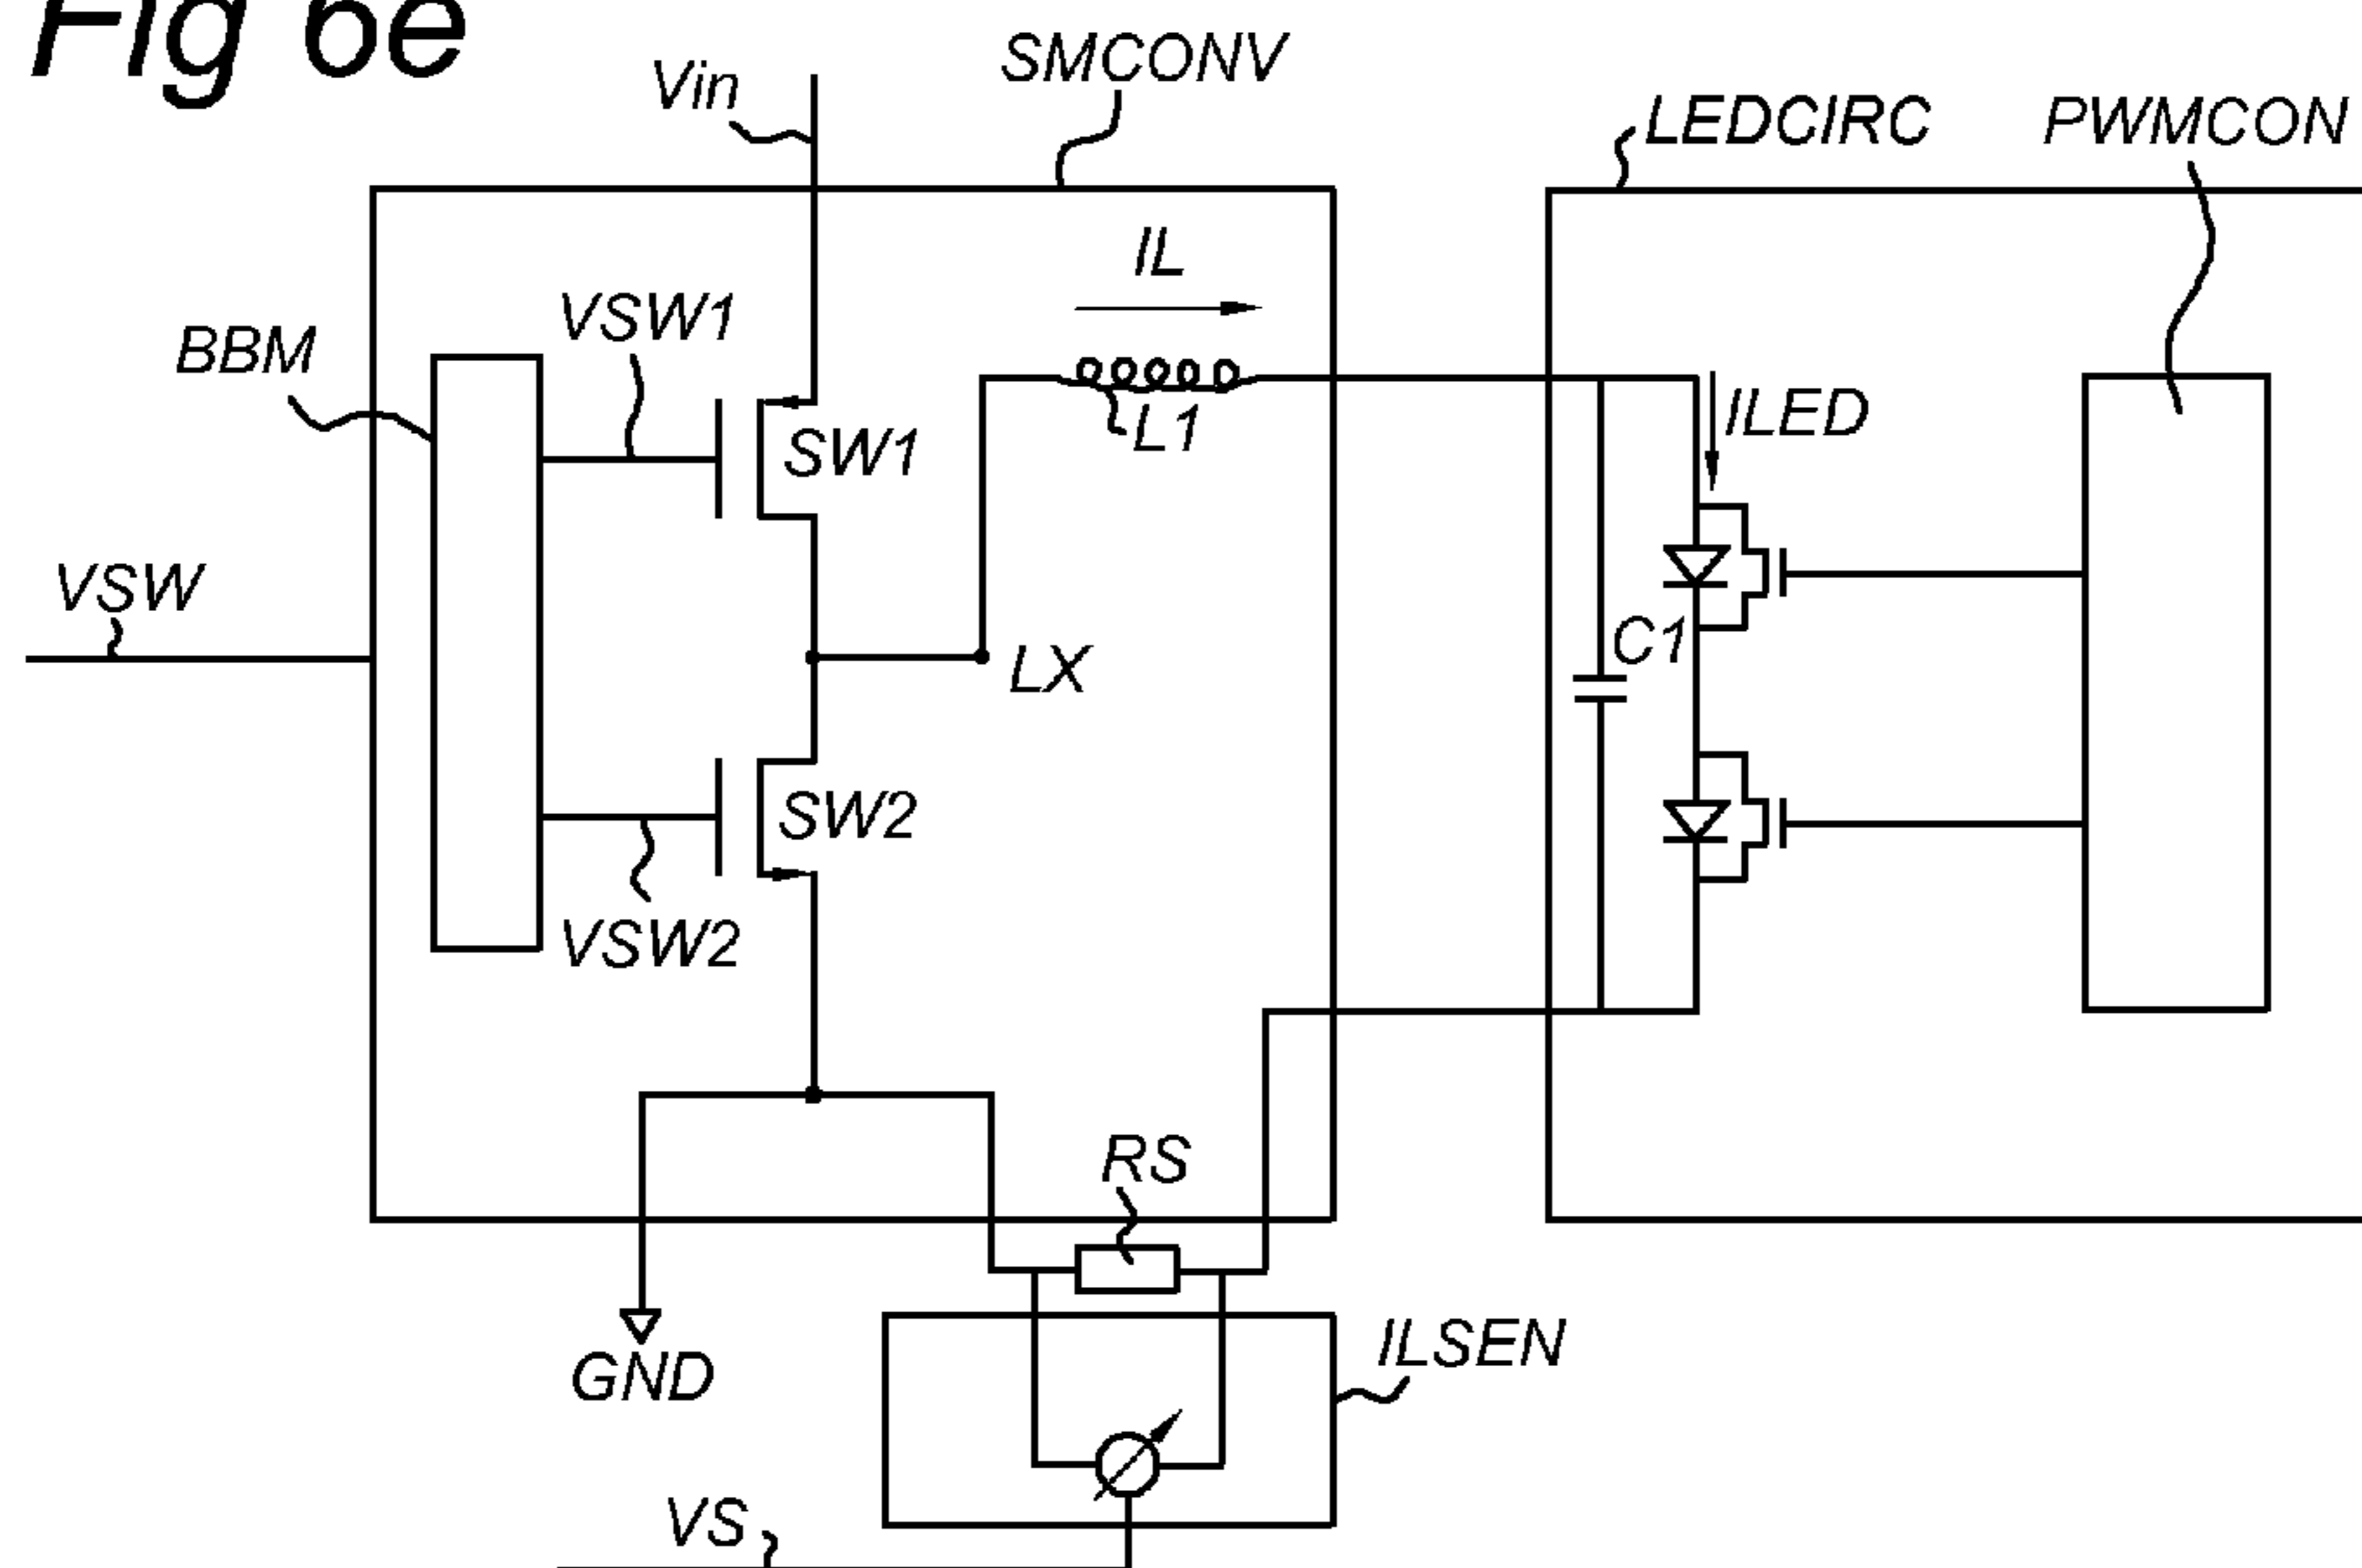 Fig 6e
SMCONV
Vin
LEDCIRC
PWMCON
IL
VSW1
BBM
L1
ILED
SW1
VSW
C1
LX
SW2
VSW2
RS
ILSEN
GND
VS